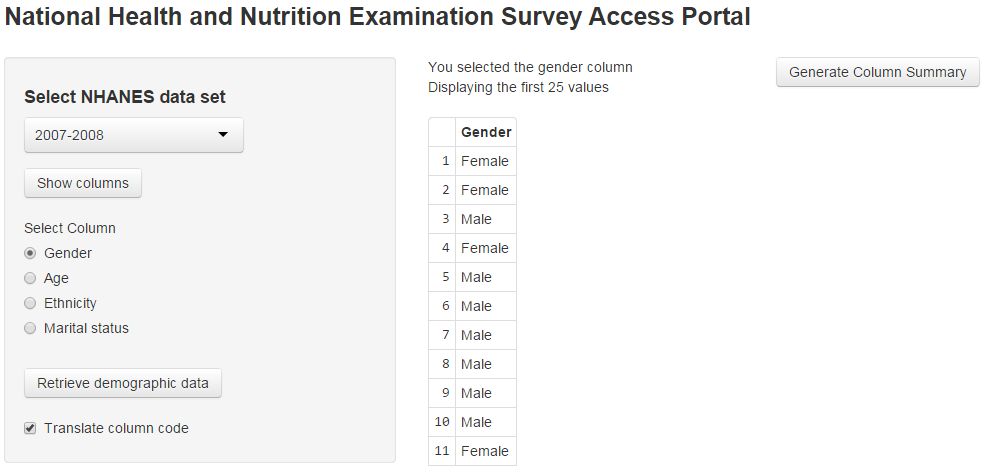 National Health and Nutrition Examination Survey Access Portal
Select NHANES data set
2007-2008
Show columns
Select Column
Gender
Age
Ethnicity
Marital status
Retrieve demographic data
Translate column code
You selected the gender column
Displaying the first 25 values
Generate Column Summary
Gender
1 Female
2 Female
3 Male
4 Female
5 Male
6 Male
7 Male
8 Male
9 Male
10 Male
11 Female